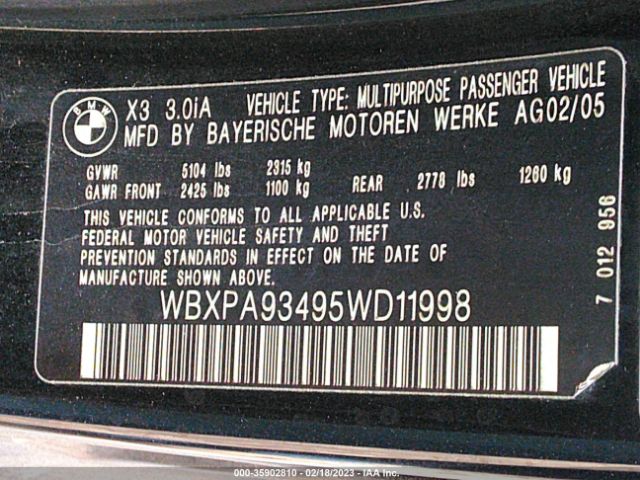 BMW
X3 3.0iA VEHICLE TYPE: MULTIPURPOSE PASSENGER VEHICLE
MFD BY BAYERISCHE MOTOREN WERKE AG02/05
GVWR 5104 lbs 2315 kg
GAWR FRONT 2425 lbs 1100 kg REAR 2778 lbs 1260 kg
THIS VEHICLE CONFORMS TO ALL APPLICABLE U.S.
FEDERAL MOTOR VEHICLE SAFETY AND THEFT
PREVENTION STANDARDS IN EFFECT ON THE DATE OF
MANUFACTURE SHOWN ABOVE.
WBXPA93495WD11998
7 012 956
000-35902810 - 02/18/2023 - IAA Inc.